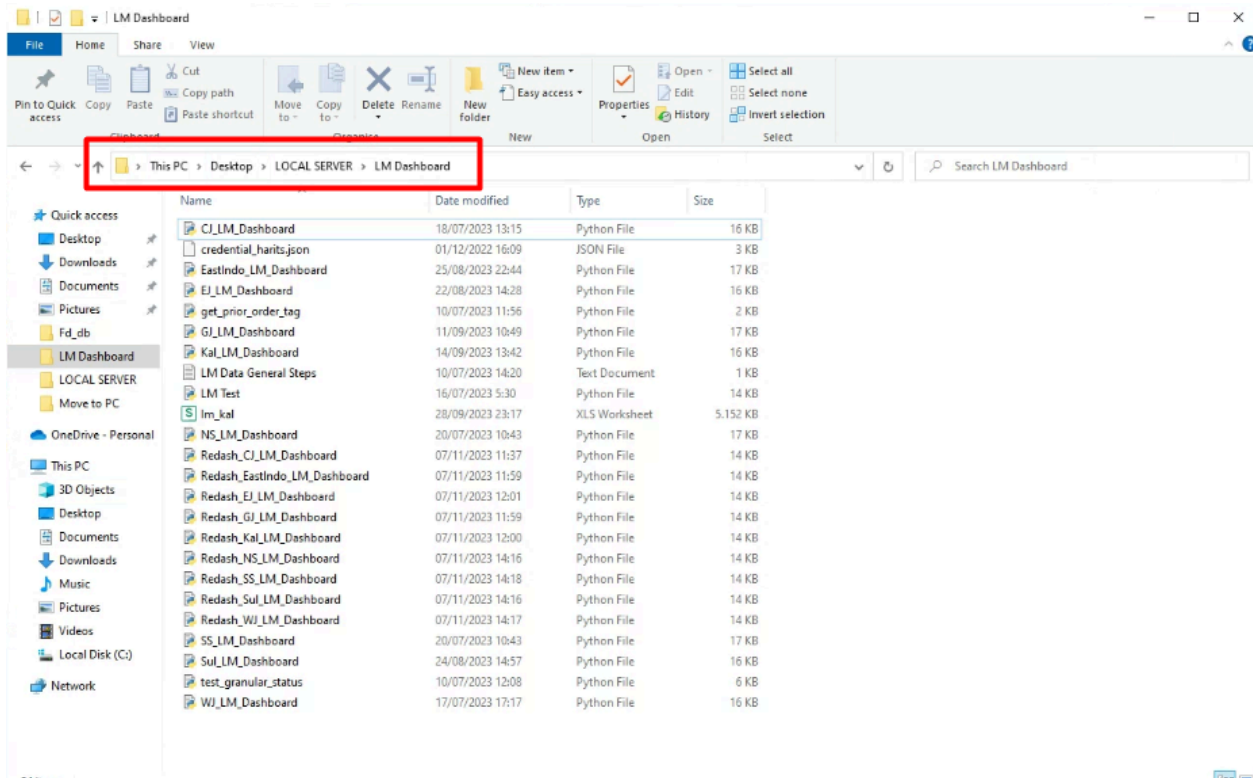 LM Dashboard
File Home Share View
Pin to Quick access Copy Paste Cut Copy path Paste shortcut Move to Copy to Delete Rename New folder New item Easy access Properties Open Edit History Select all Select none Invert selection
Clipboard Organise New Open Select
This PC > Desktop > LOCAL SERVER > LM Dashboard Search LM Dashboard
Name Date modified Type Size
Quick access
Desktop
Downloads
Documents
Pictures
Fd_db
LM Dashboard
LOCAL SERVER
Move to PC
OneDrive - Personal
This PC
3D Objects
Desktop
Documents
Downloads
Music
Pictures
Videos
Local Disk (C:)
Network
CJ_LM_Dashboard 18/07/2023 13:15 Python File 16 KB
credential_harits.json 01/12/2022 16:09 JSON File 3 KB
EastIndo_LM_Dashboard 25/08/2023 22:44 Python File 17 KB
EJ_LM_Dashboard 22/08/2023 14:28 Python File 16 KB
get_prior_order_tag 10/07/2023 11:56 Python File 2 KB
GJ_LM_Dashboard 11/09/2023 10:49 Python File 17 KB
Kal_LM_Dashboard 14/09/2023 13:42 Python File 16 KB
LM Data General Steps 10/07/2023 14:20 Text Document 1 KB
LM Test 16/07/2023 5:30 Python File 14 KB
lm_kal 28/09/2023 23:17 XLS Worksheet 5.152 KB
NS_LM_Dashboard 20/07/2023 10:43 Python File 17 KB
Redash_CJ_LM_Dashboard 07/11/2023 11:37 Python File 14 KB
Redash_EastIndo_LM_Dashboard 07/11/2023 11:59 Python File 14 KB
Redash_EJ_LM_Dashboard 07/11/2023 12:01 Python File 14 KB
Redash_GJ_LM_Dashboard 07/11/2023 11:59 Python File 14 KB
Redash_Kal_LM_Dashboard 07/11/2023 12:00 Python File 14 KB
Redash_NS_LM_Dashboard 07/11/2023 14:16 Python File 14 KB
Redash_SS_LM_Dashboard 07/11/2023 14:18 Python File 14 KB
Redash_Sul_LM_Dashboard 07/11/2023 14:16 Python File 14 KB
Redash_WJ_LM_Dashboard 07/11/2023 14:17 Python File 14 KB
SS_LM_Dashboard 20/07/2023 10:43 Python File 17 KB
Sul_LM_Dashboard 24/08/2023 14:57 Python File 16 KB
test_granular_status 10/07/2023 12:08 Python File 6 KB
WJ_LM_Dashboard 17/07/2023 17:17 Python File 16 KB